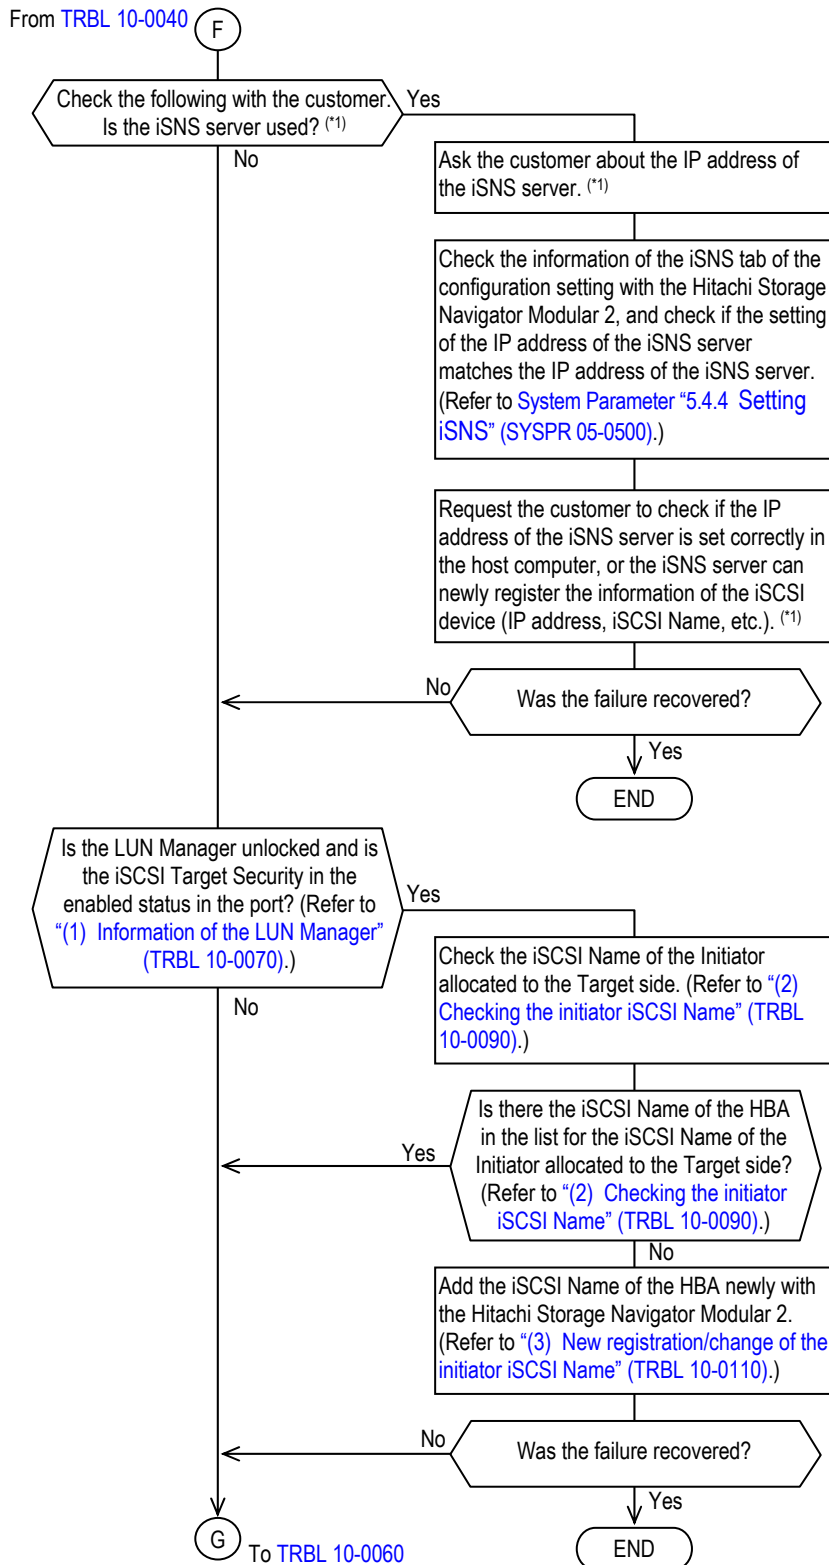 From TRBL 10-0040
F
Check the following with the customer.
Is the iSNS server used? (*1)
Yes
No
Ask the customer about the IP address of
the iSNS server. (*1)
Check the information of the iSNS tab of the
configuration setting with the Hitachi Storage
Navigator Modular 2, and check if the setting
of the IP address of the iSNS server
matches the IP address of the iSNS server.
(Refer to System Parameter “5.4.4 Setting
iSNS” (SYSPR 05-0500).)
Request the customer to check if the IP
address of the iSNS server is set correctly in
the host computer, or the iSNS server can
newly register the information of the iSCSI
device (IP address, iSCSI Name, etc.). (*1)
No
Was the failure recovered?
Yes
END
Is the LUN Manager unlocked and is
the iSCSI Target Security in the
enabled status in the port? (Refer to
“(1) Information of the LUN Manager”
(TRBL 10-0070).)
Yes
No
Check the iSCSI Name of the Initiator
allocated to the Target side. (Refer to “(2)
Checking the initiator iSCSI Name” (TRBL
10-0090).)
Is there the iSCSI Name of the HBA
in the list for the iSCSI Name of the
Initiator allocated to the Target side?
(Refer to “(2) Checking the initiator
iSCSI Name” (TRBL 10-0090).)
Yes
No
Add the iSCSI Name of the HBA newly with
the Hitachi Storage Navigator Modular 2.
(Refer to “(3) New registration/change of the
initiator iSCSI Name” (TRBL 10-0110).)
No
Was the failure recovered?
Yes
END
G
To TRBL 10-0060